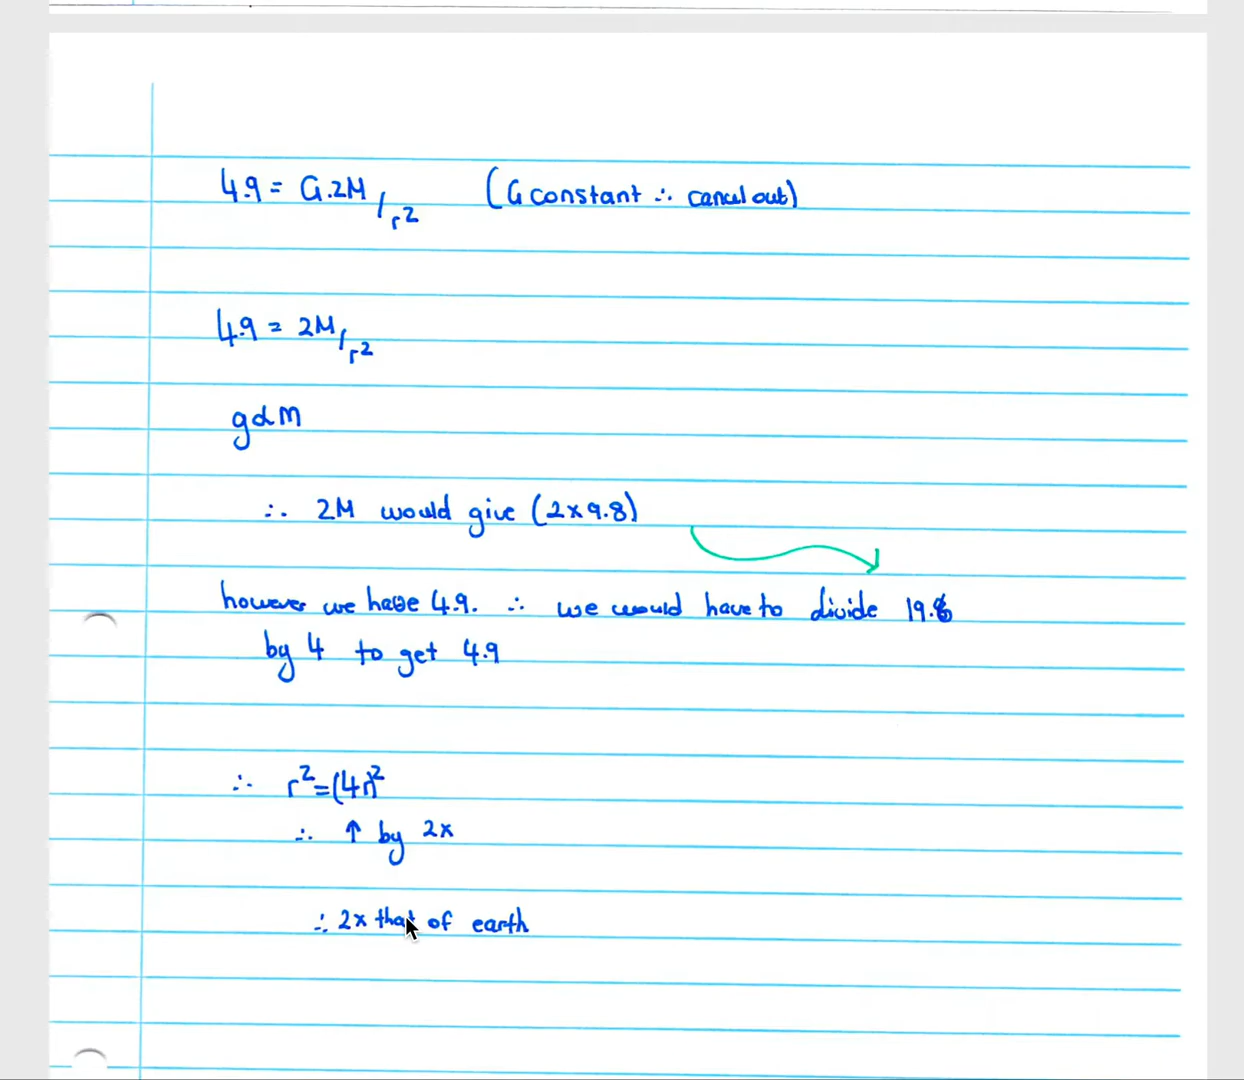 4.9 = G.2M/r² (G constant ∴ cancel out)
4.9 = 2M/r²
g α M
∴ 2M would give (2×9.8)
however we have 4.9. ∴ we would have to divide 19.6
by 4 to get 4.9
∴ r² = (4r)²
∴ ↑ by 2x
∴ 2x that of earth